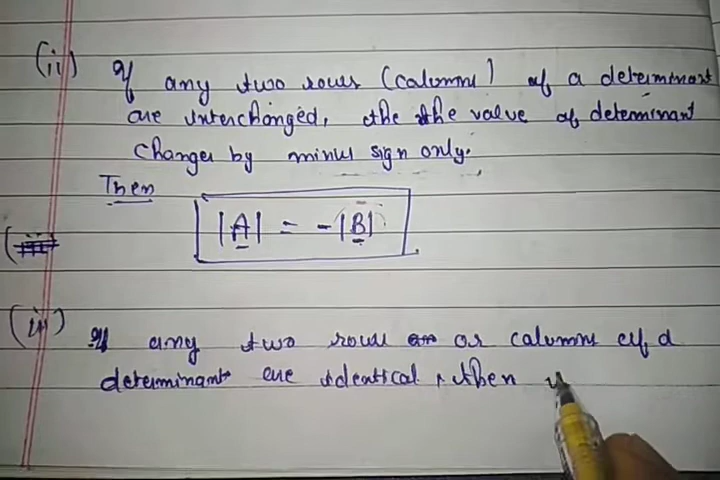 (ii) If any two rows (columns) of a determinant
are interchanged, the the value of determinant
changes by minus sign only.
Then
|A| = -|B|
(iii) If any two rows or columns of a
determinant are identical, then